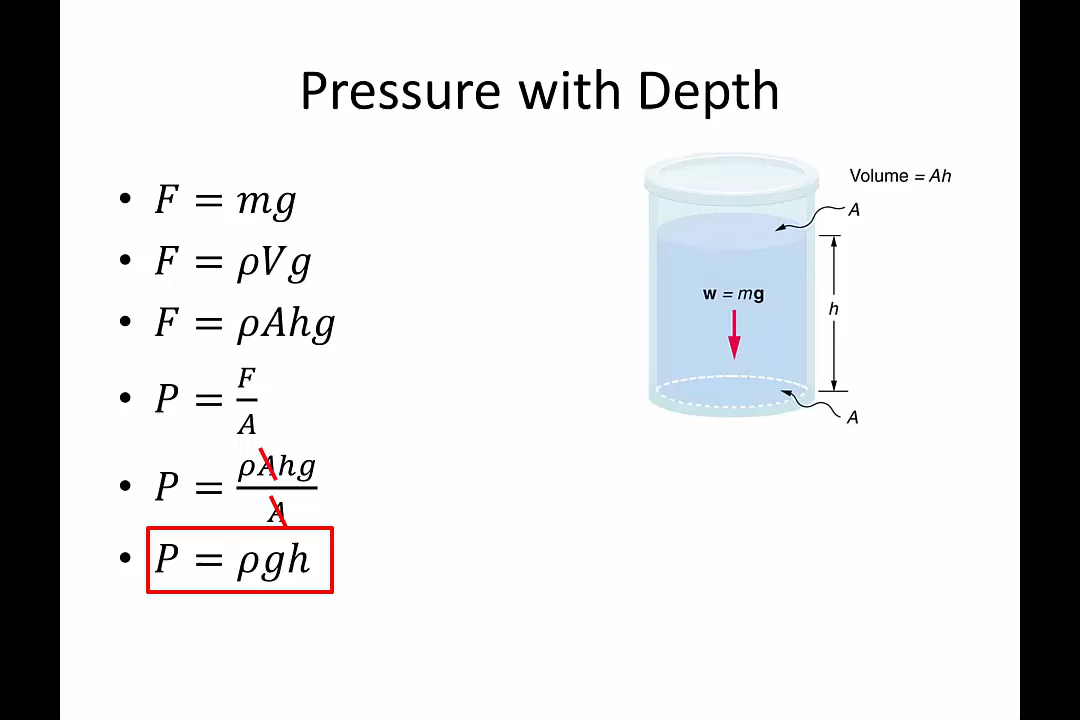 Pressure with Depth
• F = mg
• F = ρVg
• F = ρAhg
• P = F/A
• P = ρAhg/A
• P = ρgh
Volume = Ah
A
w = mg
h
A